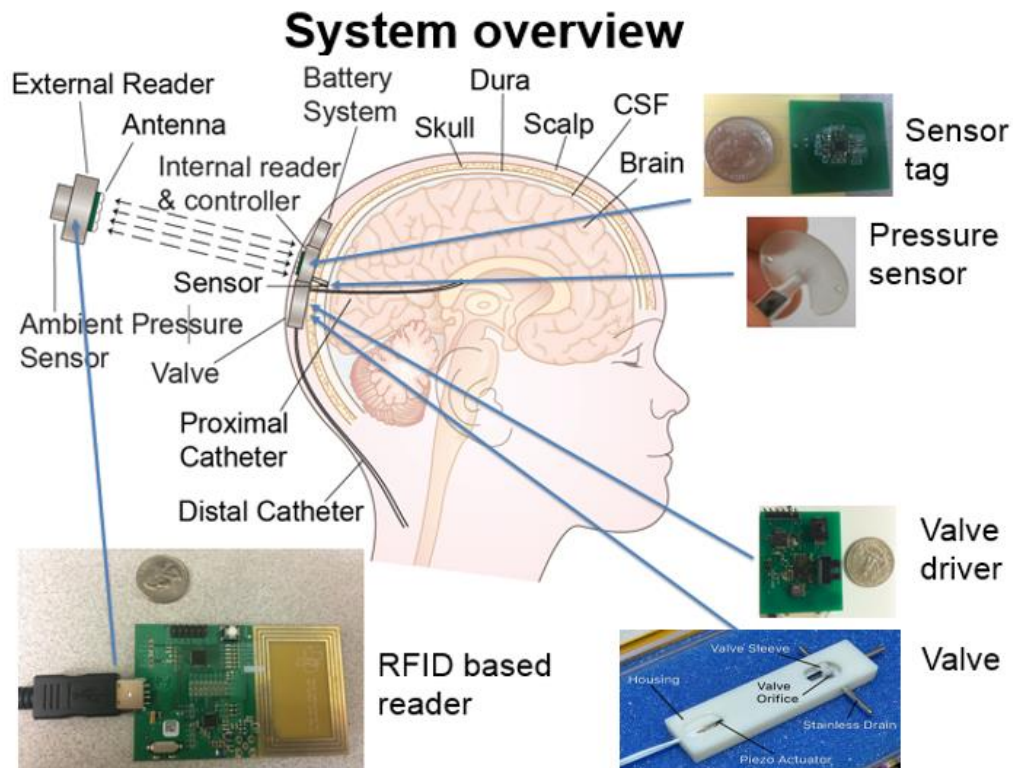 System overview
External Reader
Battery
System
Dura
CSF
Antenna
Skull
Scalp
Sensor
tag
Internal reader
& controller
Brain
Pressure
sensor
Sensor
Ambient Pressure
Sensor
Valve
Proximal
Catheter
Distal Catheter
Valve
driver
RFID based
reader
Valve
Valve Sleeve
Housing
Valve
Orifice
Stainless Drain
Piezo Actuator